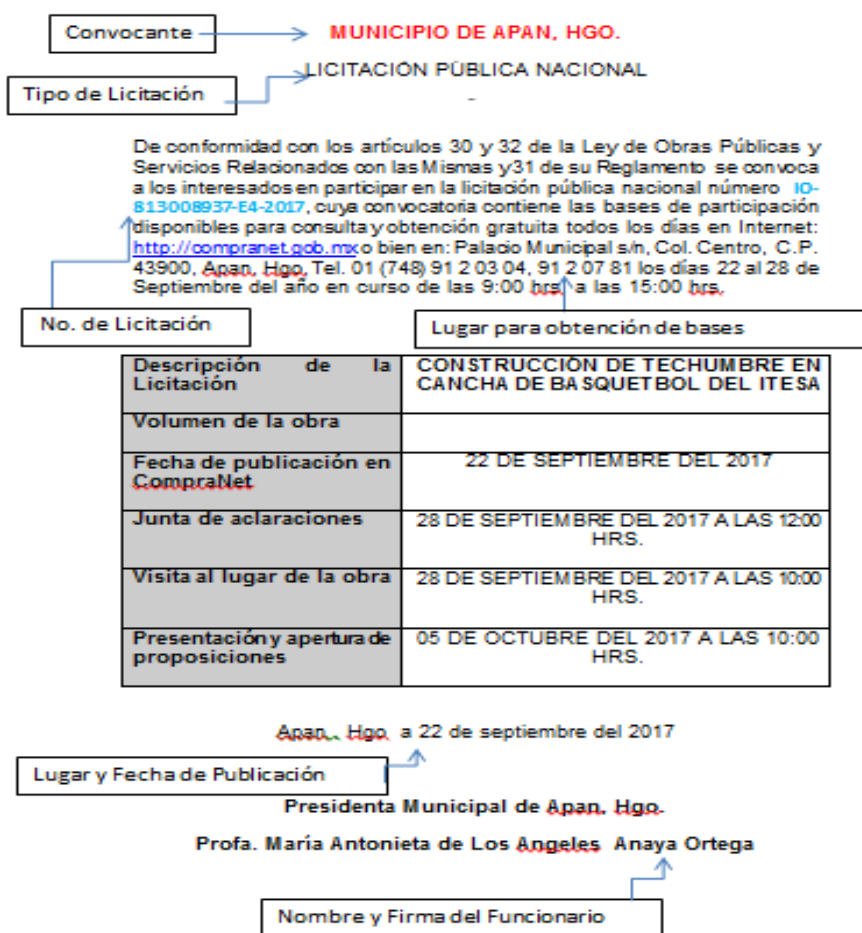 Convocante
MUNICIPIO DE APAN, HGO.
LICITACIÓN PÚBLICA NACIONAL
Tipo de Licitación
-
De conformidad con los artículos 30 y 32 de la Ley de Obras Públicas y
Servicios Relacionados con las Mismas y31 de su Reglamento se convoca
a los interesados en participar en la licitación pública nacional número IO-
813008937-E4-2017, cuya convocatoria contiene las bases de participación
disponibles para consulta y obtención gratuita todos los días en Internet:
http://compranet.gob.mx o bien en: Palacio Municipal s/n, Col. Centro, C.P.
43900, Apan, Hgo, Tel. 01 (748) 91 2 03 04, 91 2 07 81 los días 22 al 28 de
Septiembre del año en curso de las 9:00 hrs, a las 15:00 hrs,
No. de Licitación
Lugar para obtención de bases
Descripción de la
Licitación
CONSTRUCCIÓN DE TECHUMBRE EN
CANCHA DE BASQUETBOL DEL ITESA
Volumen de la obra
Fecha de publicación en
CompraNet
22 DE SEPTIEMBRE DEL 2017
Junta de aclaraciones
28 DE SEPTIEMBRE DEL 2017 A LAS 12:00
HRS.
Visita al lugar de la obra
28 DE SEPTIEMBRE DEL 2017 A LAS 10:00
HRS.
Presentación y apertura de
proposiciones
05 DE OCTUBRE DEL 2017 A LAS 10:00
HRS.
Apan., Hgo. a 22 de septiembre del 2017
Lugar y Fecha de Publicación
Presidenta Municipal de Apan, Hgo.
Profa. María Antonieta de Los Angeles Anaya Ortega
Nombre y Firma del Funcionario